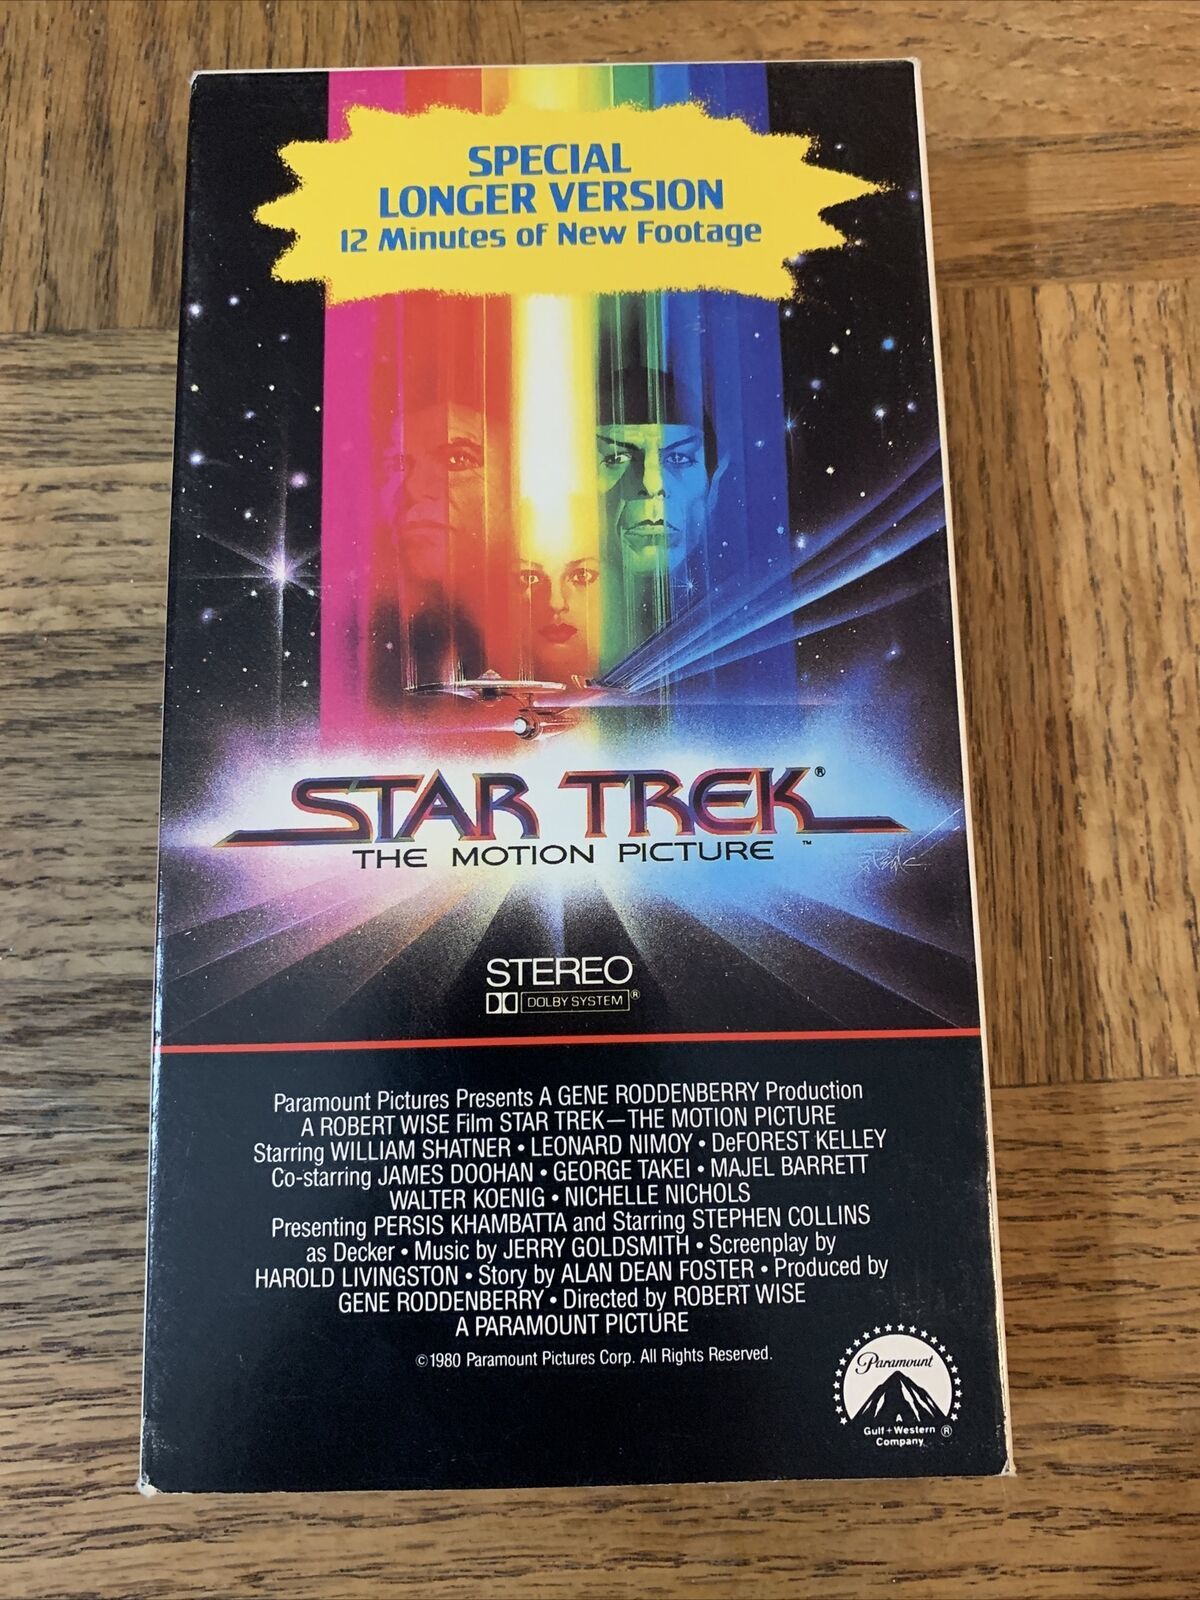 SPECIAL
LONGER VERSION
12 Minutes of New Footage
STAR TREK®
THE MOTION PICTURE ™
STEREO
DOLBY SYSTEM ®
Paramount Pictures Presents A GENE RODDENBERRY Production
A ROBERT WISE Film STAR TREK—THE MOTION PICTURE
Starring WILLIAM SHATNER • LEONARD NIMOY • DeFOREST KELLEY
Co-starring JAMES DOOHAN • GEORGE TAKEI • MAJEL BARRETT
WALTER KOENIG • NICHELLE NICHOLS
Presenting PERSIS KHAMBATTA and Starring STEPHEN COLLINS
as Decker • Music by JERRY GOLDSMITH • Screenplay by
HAROLD LIVINGSTON • Story by ALAN DEAN FOSTER • Produced by
GENE RODDENBERRY • Directed by ROBERT WISE
A PARAMOUNT PICTURE
©1980 Paramount Pictures Corp. All Rights Reserved.
Paramount
A
Gulf+Western ®
Company